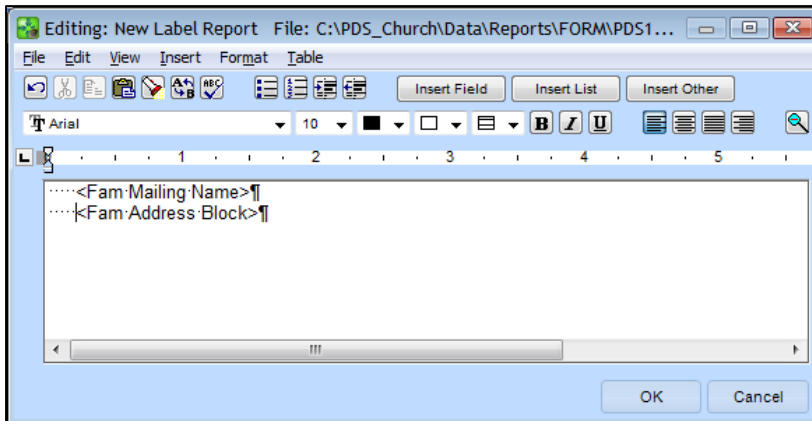 Editing: New Label Report File: C:\PDS_Church\Data\Reports\FORM\PDS1...
File Edit View Insert Format Table
ABC Insert Field Insert List Insert Other
Arial 10 B I U
L 1 2 3 4 5
·····<Fam·Mailing·Name>¶
·····<Fam·Address·Block>¶
OK Cancel